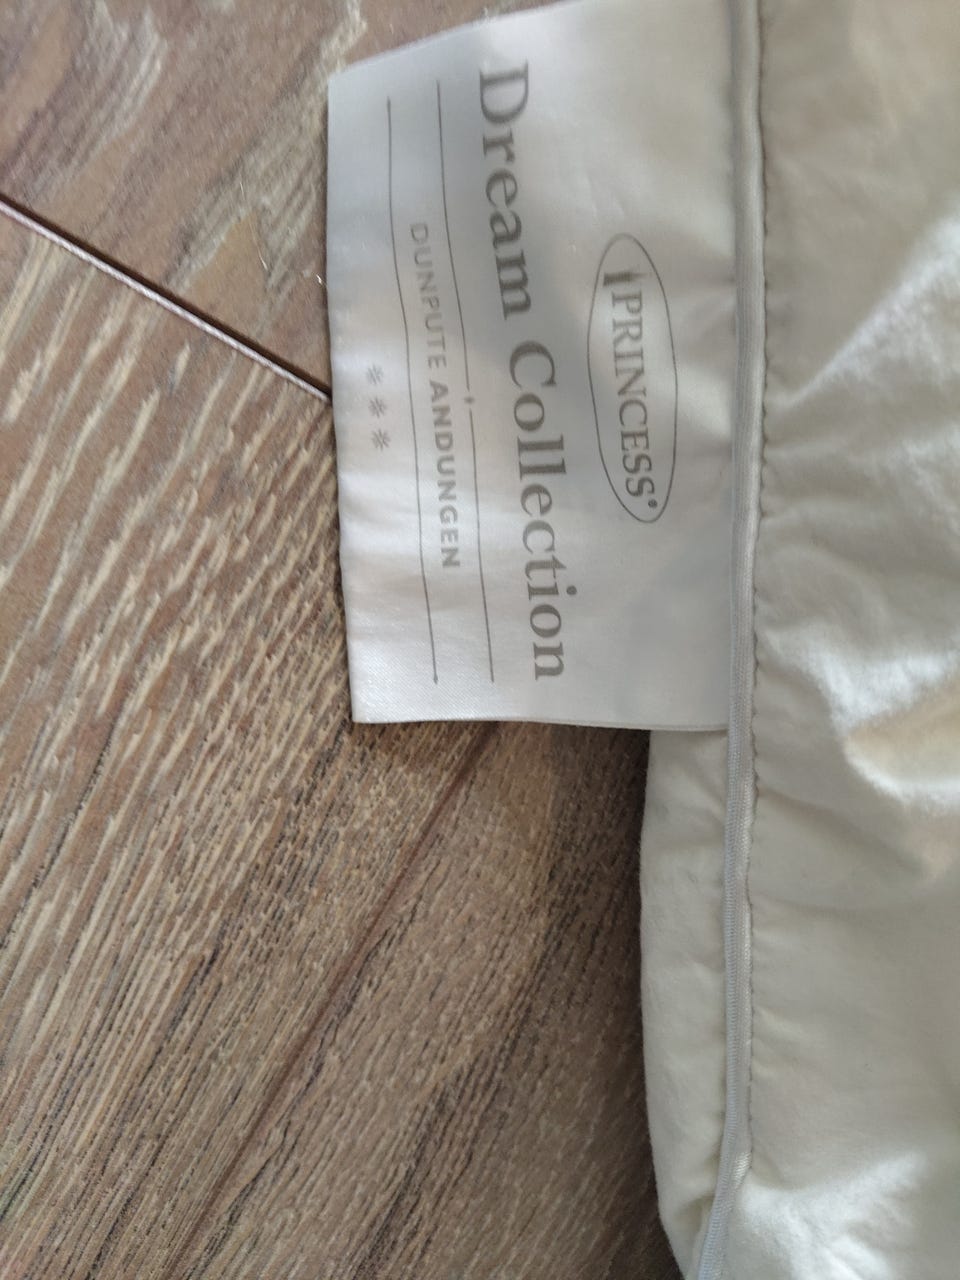 PRINCESS®
Dream Collection
DUNPUTE ANDUNGEN
***